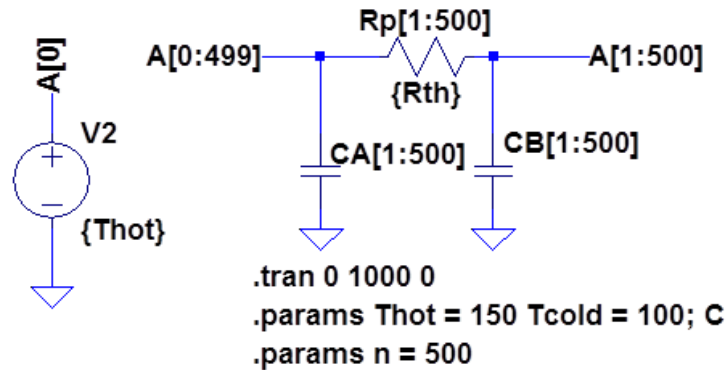 A[0]
V2
{Thot}
A[0:499]
Rp[1:500]
{Rth}
A[1:500]
CA[1:500]
CB[1:500]
.tran 0 1000 0
.params Thot = 150 Tcold = 100; C
.params n = 500